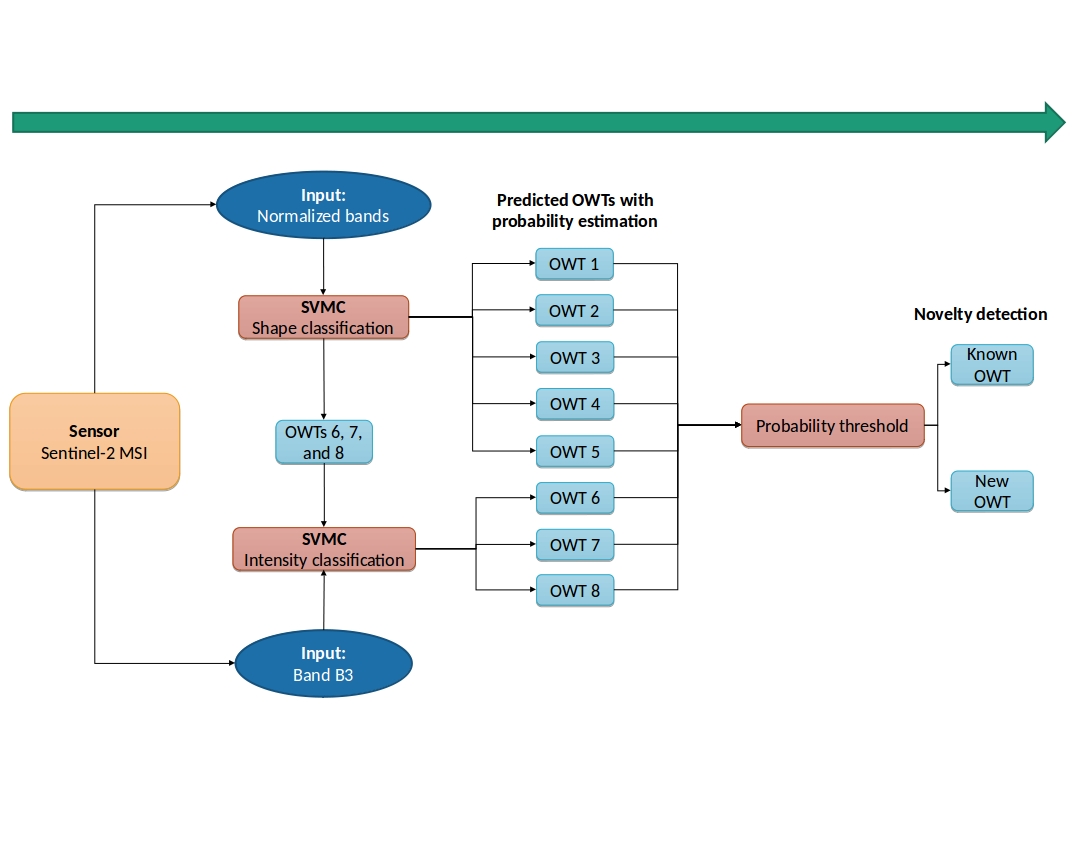 Input:
Normalized bands
Predicted OWTs with
probability estimation
OWT 1
SVMC
Shape classification
OWT 2
OWT 3
OWT 4
OWT 5
Novelty detection
Known
OWT
Sensor
Sentinel-2 MSI
OWTs 6, 7,
and 8
Probability threshold
New
OWT
OWT 6
SVMC
Intensity classification
OWT 7
OWT 8
Input:
Band B3